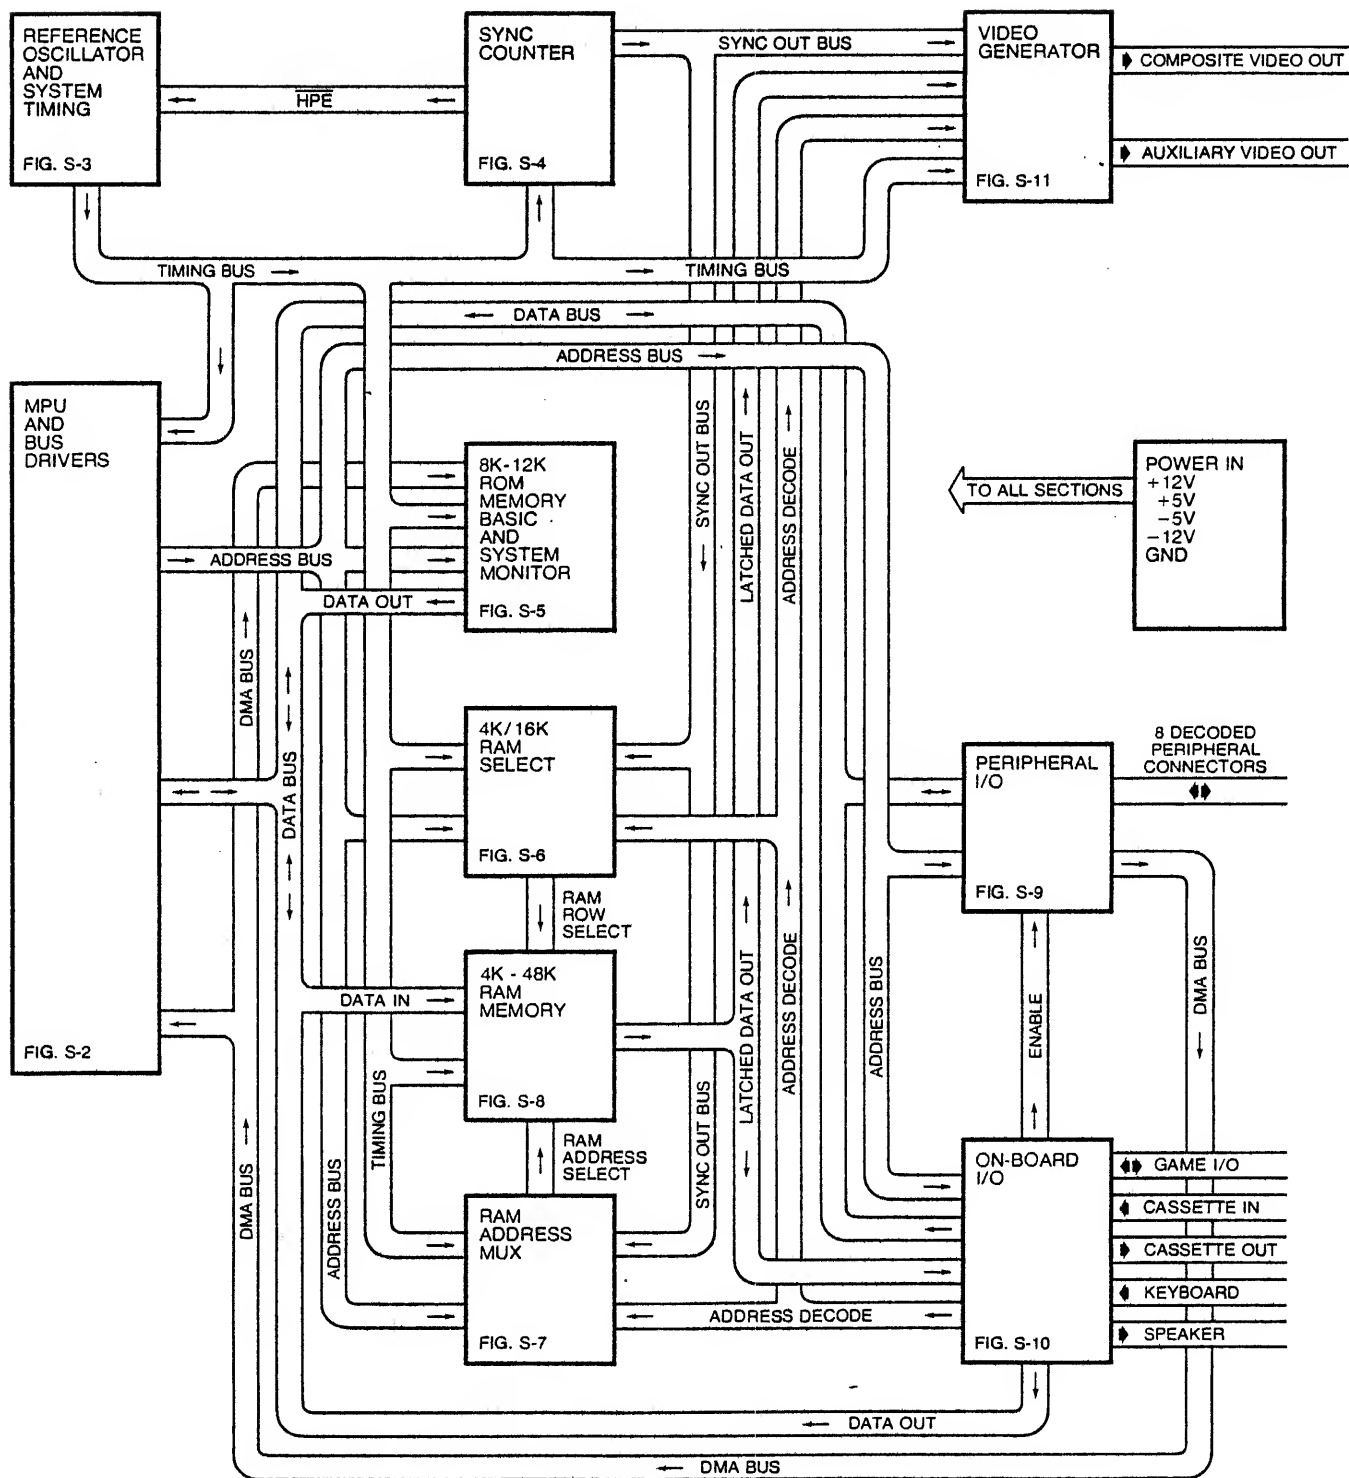 REFERENCE
OSCILLATOR
AND
SYSTEM
TIMING
FIG. S-3
HPE
SYNC
COUNTER
FIG. S-4
SYNC OUT BUS
VIDEO
GENERATOR
FIG. S-11
COMPOSITE VIDEO OUT
AUXILIARY VIDEO OUT
TIMING BUS
TIMING BUS
DATA BUS
ADDRESS BUS
MPU
AND
BUS
DRIVERS
FIG. S-2
8K-12K
ROM
MEMORY
BASIC
AND
SYSTEM
MONITOR
FIG. S-5
ADDRESS BUS
DATA OUT
DMA BUS
DATA BUS
SYNC OUT BUS
LATCHED DATA OUT
ADDRESS DECODE
TO ALL SECTIONS
POWER IN
+12V
+5V
-5V
-12V
GND
4K/16K
RAM
SELECT
FIG. S-6
RAM
ROW
SELECT
PERIPHERAL
I/O
FIG. S-9
8 DECODED
PERIPHERAL
CONNECTORS
DATA IN
4K - 48K
RAM
MEMORY
FIG. S-8
RAM
ADDRESS
SELECT
TIMING BUS
ADDRESS BUS
DMA BUS
SYNC OUT BUS
LATCHED DATA OUT
ADDRESS DECODE
ADDRESS BUS
ENABLE
DMA BUS
RAM
ADDRESS
MUX
FIG. S-7
ADDRESS DECODE
ON-BOARD
I/O
FIG. S-10
GAME I/O
CASSETTE IN
CASSETTE OUT
KEYBOARD
SPEAKER
DATA OUT
DMA BUS